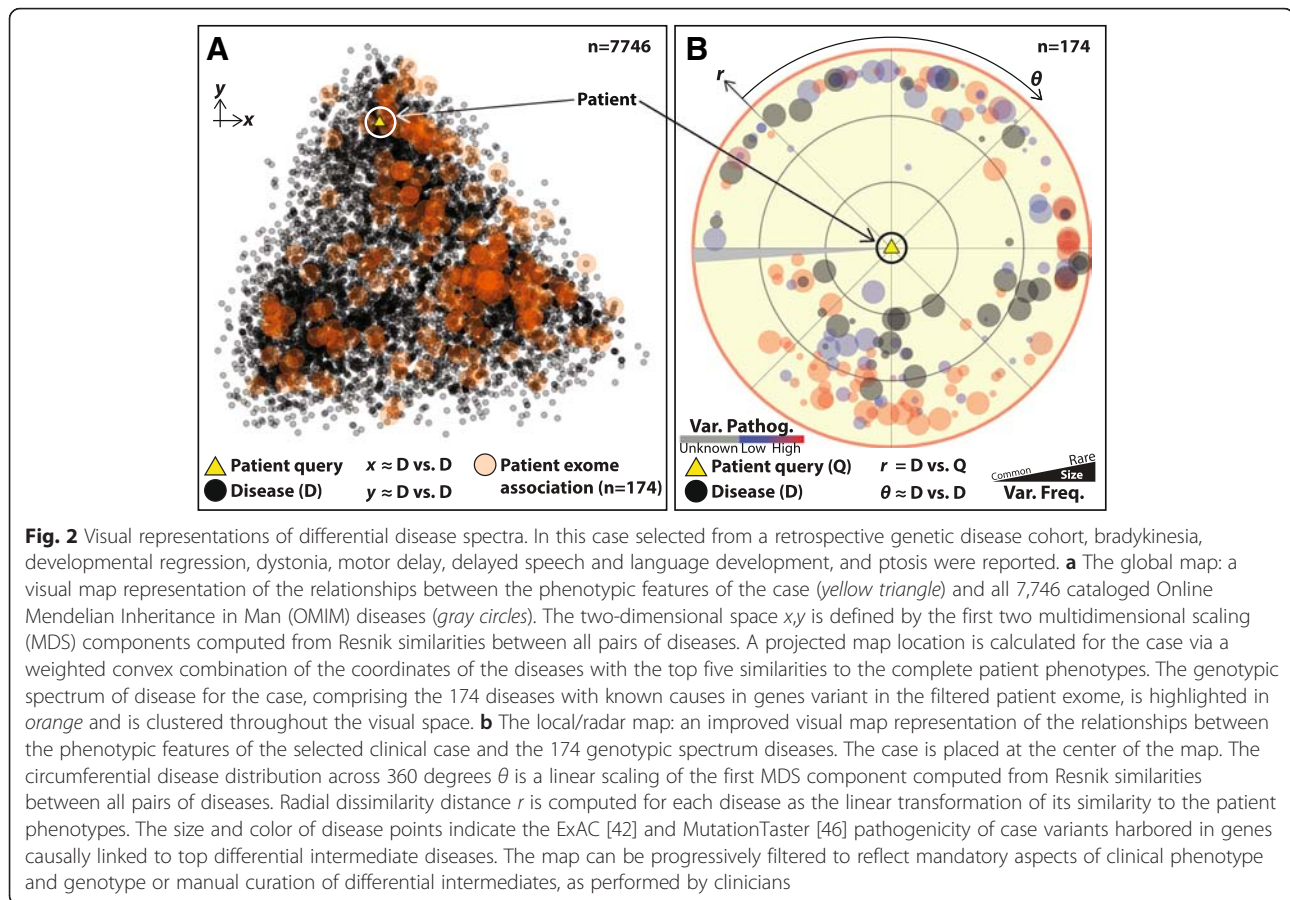 A
n=7746
y
x
Patient
B
n=174
r
θ
Patient query
Disease (D)
x ≈ D vs. D
y ≈ D vs. D
Patient exome
association (n=174)
Var. Pathog.
Unknown Low High
Patient query (Q)
Disease (D)
r = D vs. Q
θ ≈ D vs. D
Common
Rare
Size
Var. Freq.
Fig. 2 Visual representations of differential disease spectra. In this case selected from a retrospective genetic disease cohort, bradykinesia,
developmental regression, dystonia, motor delay, delayed speech and language development, and ptosis were reported. a The global map: a
visual map representation of the relationships between the phenotypic features of the case (yellow triangle) and all 7,746 cataloged Online
Mendelian Inheritance in Man (OMIM) diseases (gray circles). The two-dimensional space x,y is defined by the first two multidimensional scaling
(MDS) components computed from Resnik similarities between all pairs of diseases. A projected map location is calculated for the case via a
weighted convex combination of the coordinates of the diseases with the top five similarities to the complete patient phenotypes. The genotypic
spectrum of disease for the case, comprising the 174 diseases with known causes in genes variant in the filtered patient exome, is highlighted in
orange and is clustered throughout the visual space. b The local/radar map: an improved visual map representation of the relationships between
the phenotypic features of the selected clinical case and the 174 genotypic spectrum diseases. The case is placed at the center of the map. The
circumferential disease distribution across 360 degrees θ is a linear scaling of the first MDS component computed from Resnik similarities
between all pairs of diseases. Radial dissimilarity distance r is computed for each disease as the linear transformation of its similarity to the patient
phenotypes. The size and color of disease points indicate the ExAC [42] and MutationTaster [46] pathogenicity of case variants harbored in genes
causally linked to top differential intermediate diseases. The map can be progressively filtered to reflect mandatory aspects of clinical phenotype
and genotype or manual curation of differential intermediates, as performed by clinicians